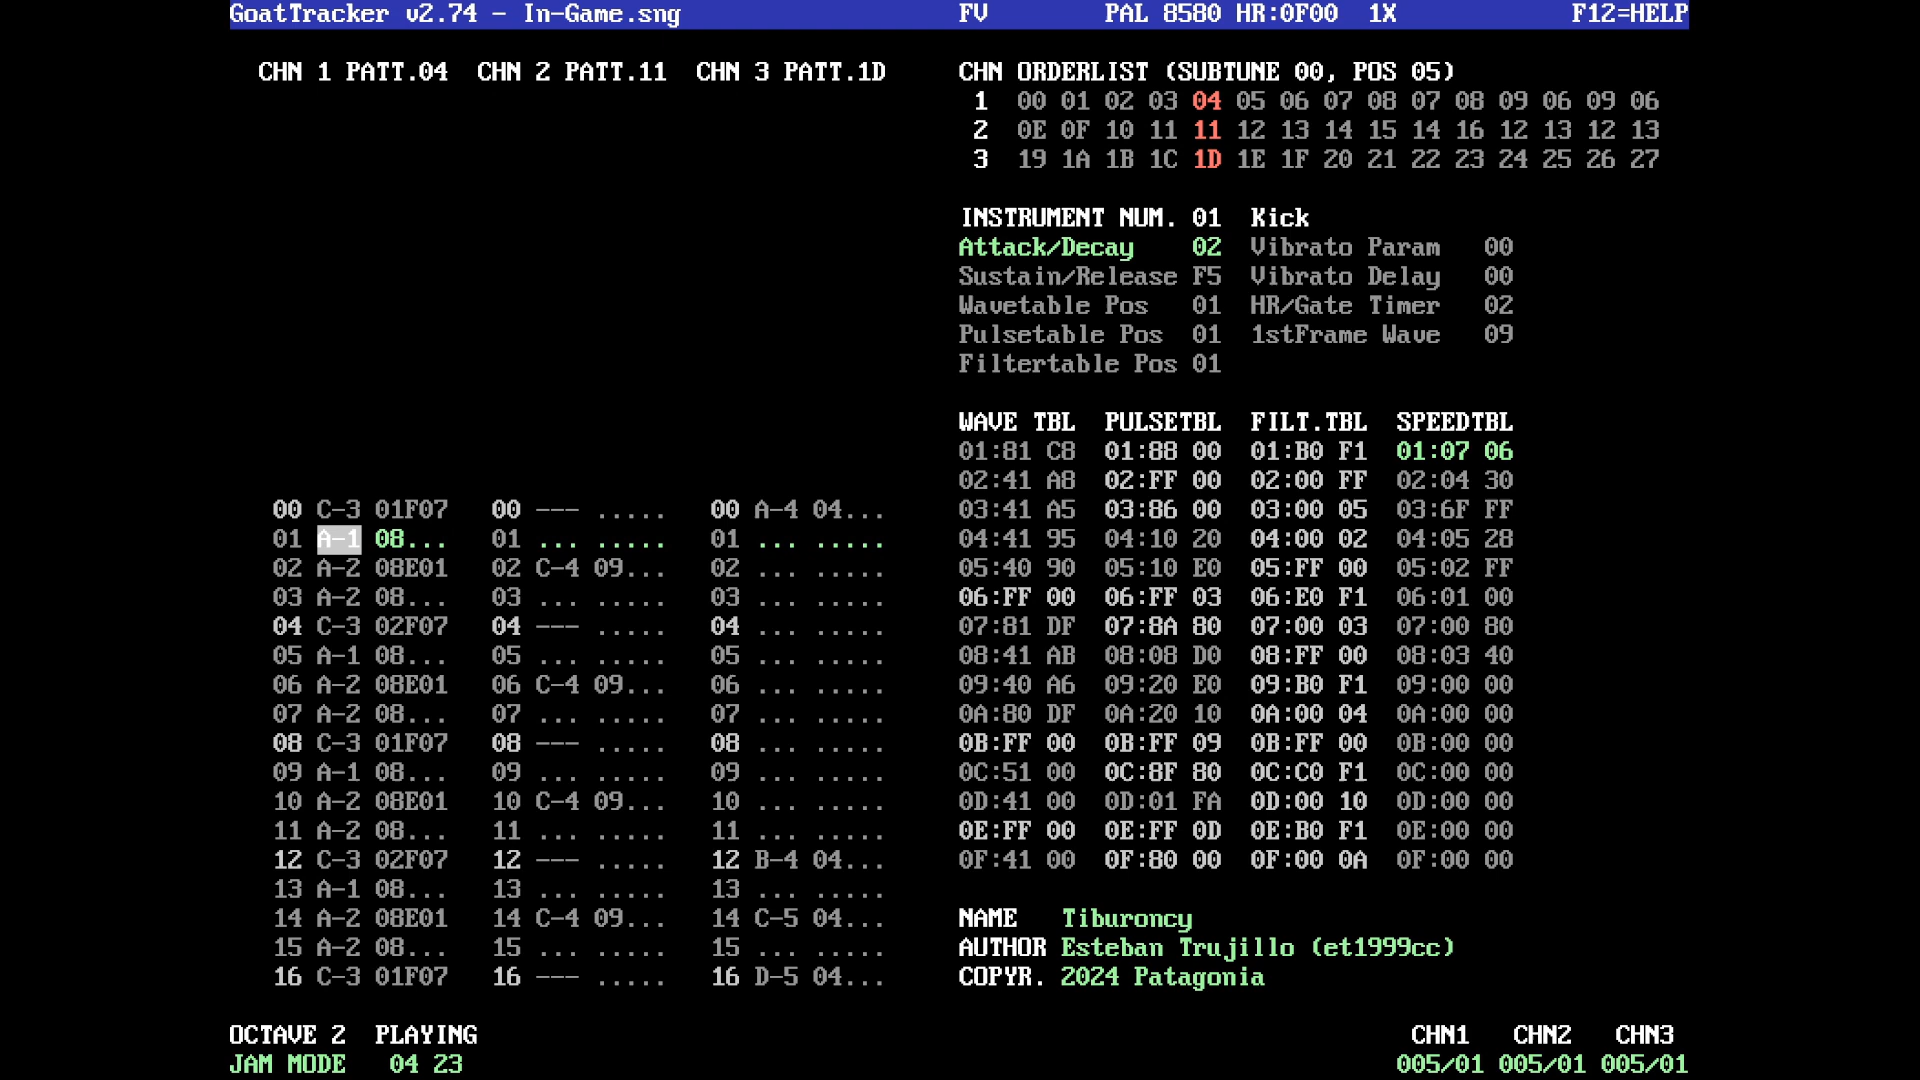 GoatTracker v2.74 - In-Game.sng FV PAL 8580 HR:0F00 1X F12=HELP
CHN 1 PATT.04 CHN 2 PATT.11 CHN 3 PATT.1D CHN ORDERLIST (SUBTUNE 00, POS 05)
1 00 01 02 03 04 05 06 07 08 07 08 09 06 09 06
2 0E 0F 10 11 11 12 13 14 15 14 16 12 13 12 13
3 19 1A 1B 1C 1D 1E 1F 20 21 22 23 24 25 26 27
INSTRUMENT NUM. 01 Kick
Attack/Decay 02 Vibrato Param 00
Sustain/Release F5 Vibrato Delay 00
Wavetable Pos 01 HR/Gate Timer 02
Pulsetable Pos 01 1stFrame Wave 09
Filtertable Pos 01
WAVE TBL PULSETBL FILT.TBL SPEEDTBL
01:81 C8 01:88 00 01:B0 F1 01:07 06
02:41 A8 02:FF 00 02:00 FF 02:04 30
00 C-3 01F07 00 --- ..... 00 A-4 04... 03:41 A5 03:86 00 03:00 05 03:6F FF
01 A-1 08... 01 ... ..... 01 ... ..... 04:41 95 04:10 20 04:00 02 04:05 28
02 A-2 08E01 02 C-4 09... 02 ... ..... 05:40 90 05:10 E0 05:FF 00 05:02 FF
03 A-2 08... 03 ... ..... 03 ... ..... 06:FF 00 06:FF 03 06:E0 F1 06:01 00
04 C-3 02F07 04 --- ..... 04 ... ..... 07:81 DF 07:8A 80 07:00 03 07:00 80
05 A-1 08... 05 ... ..... 05 ... ..... 08:41 AB 08:08 D0 08:FF 00 08:03 40
06 A-2 08E01 06 C-4 09... 06 ... ..... 09:40 A6 09:20 E0 09:B0 F1 09:00 00
07 A-2 08... 07 ... ..... 07 ... ..... 0A:80 DF 0A:20 10 0A:00 04 0A:00 00
08 C-3 01F07 08 --- ..... 08 ... ..... 0B:FF 00 0B:FF 09 0B:FF 00 0B:00 00
09 A-1 08... 09 ... ..... 09 ... ..... 0C:51 00 0C:8F 80 0C:C0 F1 0C:00 00
10 A-2 08E01 10 C-4 09... 10 ... ..... 0D:41 00 0D:01 FA 0D:00 10 0D:00 00
11 A-2 08... 11 ... ..... 11 ... ..... 0E:FF 00 0E:FF 0D 0E:B0 F1 0E:00 00
12 C-3 02F07 12 --- ..... 12 B-4 04... 0F:41 00 0F:80 00 0F:00 0A 0F:00 00
13 A-1 08... 13 ... ..... 13 ... .....
14 A-2 08E01 14 C-4 09... 14 C-5 04... NAME Tiburoncy
15 A-2 08... 15 ... ..... 15 ... ..... AUTHOR Esteban Trujillo (et1999cc)
16 C-3 01F07 16 --- ..... 16 D-5 04... COPYR. 2024 Patagonia
OCTAVE 2 PLAYING CHN1 CHN2 CHN3
JAM MODE 04 23 005/01 005/01 005/01